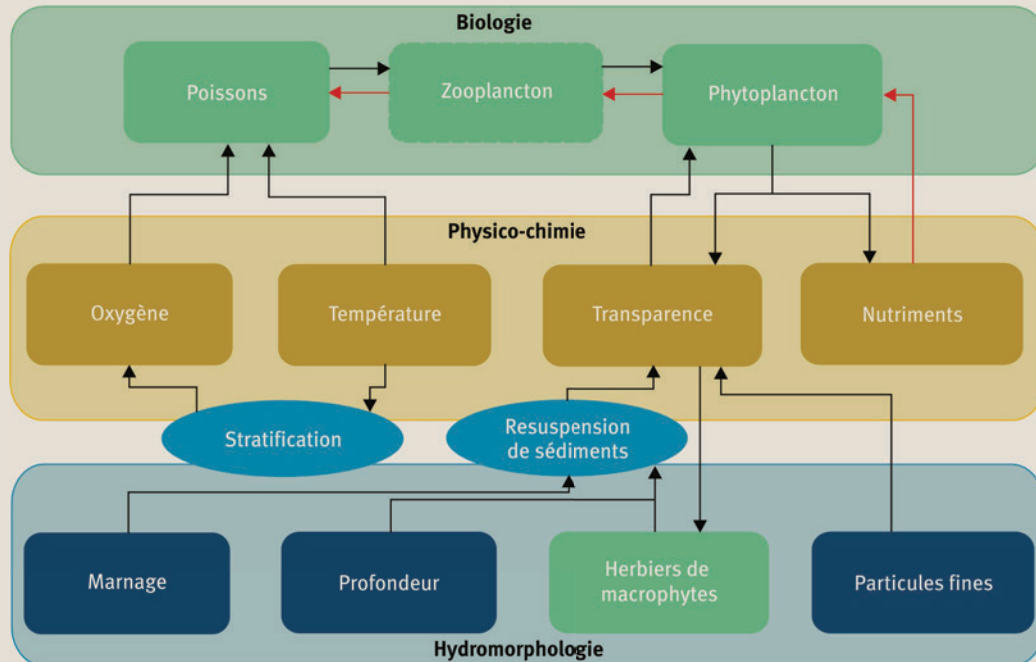 Biologie
Poissons
Zooplancton
Phytoplancton
Physico-chimie
Oxygène
Température
Transparence
Nutriments
Stratification
Resuspension
de sédiments
Marnage
Profondeur
Herbiers de
macrophytes
Particules fines
Hydromorphologie